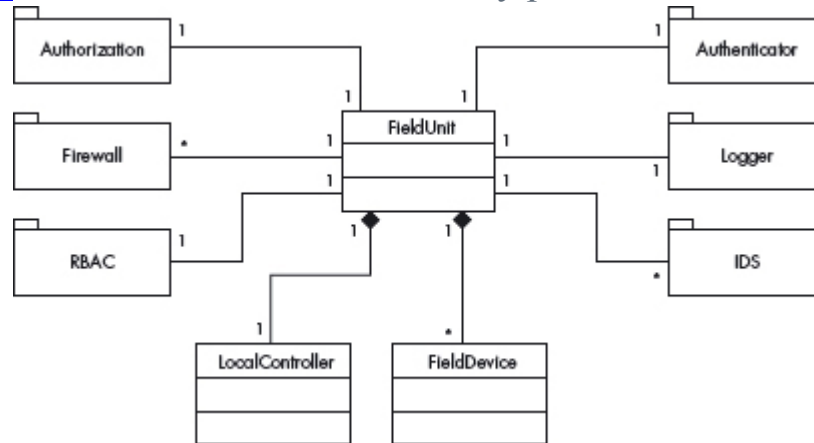 1
1
Authorization
Authenticator
1
1
FieldUnit
*
1
1
Firewall
Logger
1
1
1
1
RBAC
1
1
IDS
*
1
*
LocalController
FieldDevice